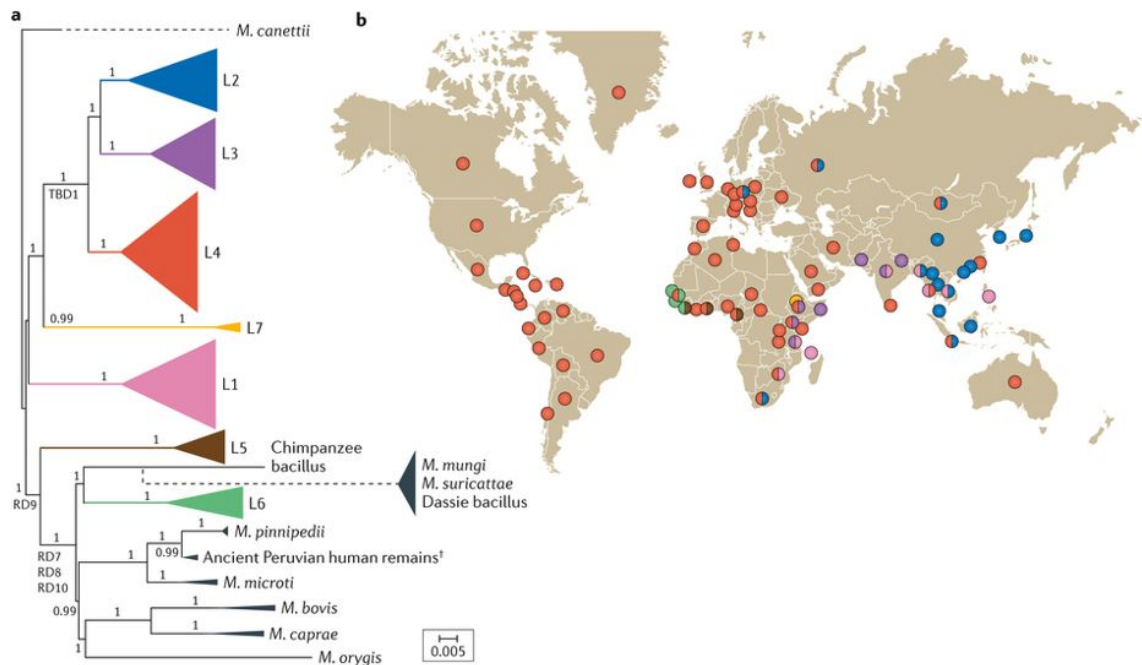 a
b
M. canettii
1
L2
1
1
L3
1
TBD1
L4
1
1
0.99
1
L7
1
L1
1
L5
Chimpanzee
bacillus
1
RD9
1
M. mungi
M. suricattae
Dassie bacillus
1
L6
1
M. pinnipedii
RD7
RD8
RD10
1
0.99
Ancient Peruvian human remains†
1
M. microti
0.99
1
1
M. bovis
1
M. caprae
1
M. orygis
0.005